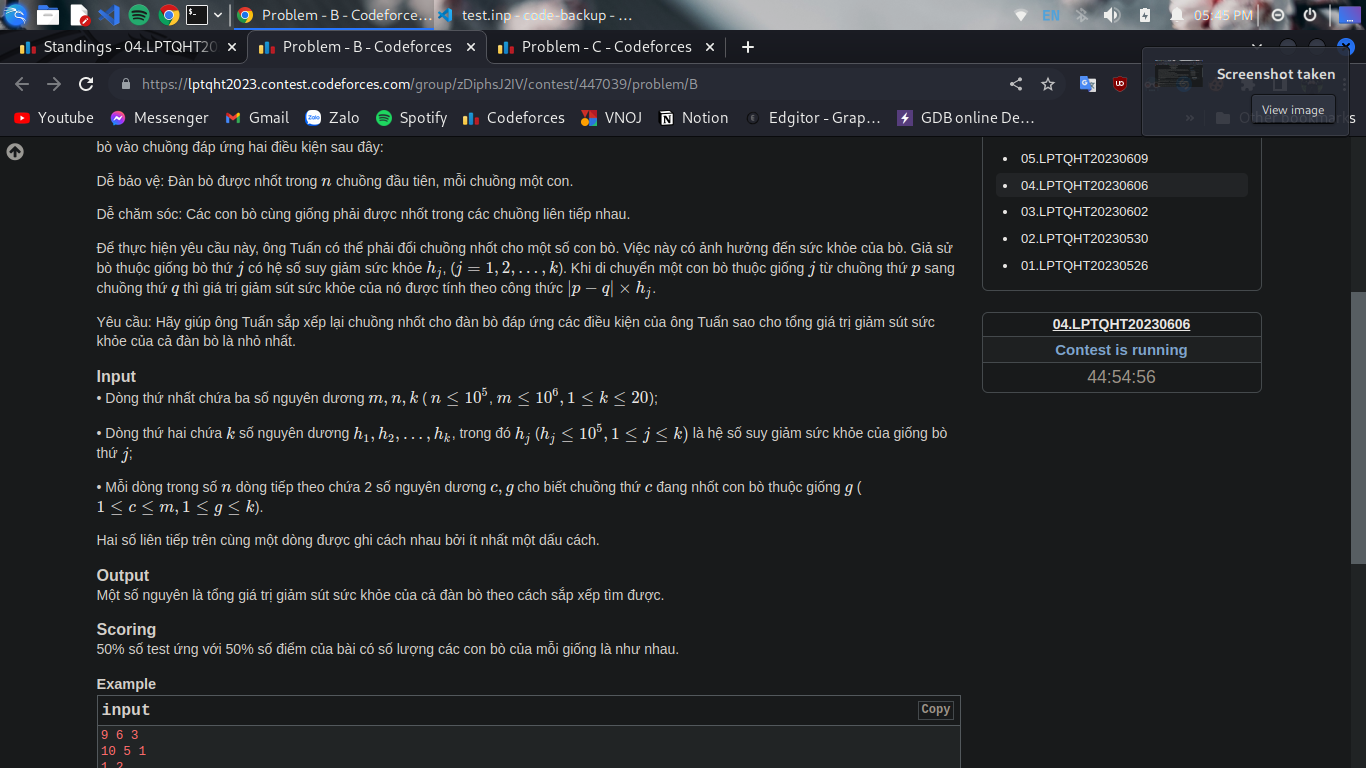 Problem - B - Codeforce…
test.inp - code-backup - …
EN
05:45 PM
Standings - 04.LPTQHT20
Problem - B - Codeforces
Problem - C - Codeforces
https://lptqht2023.contest.codeforces.com/group/zDiphsJ2IV/contest/447039/problem/B
Screenshot taken
View image
Youtube
Messenger
Gmail
Zalo
Spotify
Codeforces
VNOJ
Notion
Edgitor - Grap…
GDB online De…
»
Other bookmarks
bò vào chuồng đáp ứng hai điều kiện sau đây:
Dễ bảo vệ: Đàn bò được nhốt trong n chuồng đầu tiên, mỗi chuồng một con.
Dễ chăm sóc: Các con bò cùng giống phải được nhốt trong các chuồng liên tiếp nhau.
Để thực hiện yêu cầu này, ông Tuấn có thể phải đổi chuồng nhốt cho một số con bò. Việc này có ảnh hưởng đến sức khỏe của bò. Giả sử
bò thuộc giống bò thứ j có hệ số suy giảm sức khỏe h_j, (j = 1, 2, …, k). Khi di chuyển một con bò thuộc giống j từ chuồng thứ p sang
chuồng thứ q thì giá trị giảm sút sức khỏe của nó được tính theo công thức |p − q| × h_j.
Yêu cầu: Hãy giúp ông Tuấn sắp xếp lại chuồng nhốt cho đàn bò đáp ứng các điều kiện của ông Tuấn sao cho tổng giá trị giảm sút sức
khỏe của cả đàn bò là nhỏ nhất.
Input
• Dòng thứ nhất chứa ba số nguyên dương m, n, k ( n ≤ 10^5, m ≤ 10^6, 1 ≤ k ≤ 20);
• Dòng thứ hai chứa k số nguyên dương h_1, h_2, …, h_k, trong đó h_j (h_j ≤ 10^5, 1 ≤ j ≤ k) là hệ số suy giảm sức khỏe của giống bò
thứ j;
• Mỗi dòng trong số n dòng tiếp theo chứa 2 số nguyên dương c, g cho biết chuồng thứ c đang nhốt con bò thuộc giống g (
1 ≤ c ≤ m, 1 ≤ g ≤ k).
Hai số liên tiếp trên cùng một dòng được ghi cách nhau bởi ít nhất một dấu cách.
Output
Một số nguyên là tổng giá trị giảm sút sức khỏe của cả đàn bò theo cách sắp xếp tìm được.
Scoring
50% số test ứng với 50% số điểm của bài có số lượng các con bò của mỗi giống là như nhau.
Example
input
Copy
9 6 3
10 5 1
1 2
05.LPTQHT20230609
04.LPTQHT20230606
03.LPTQHT20230602
02.LPTQHT20230530
01.LPTQHT20230526
04.LPTQHT20230606
Contest is running
44:54:56